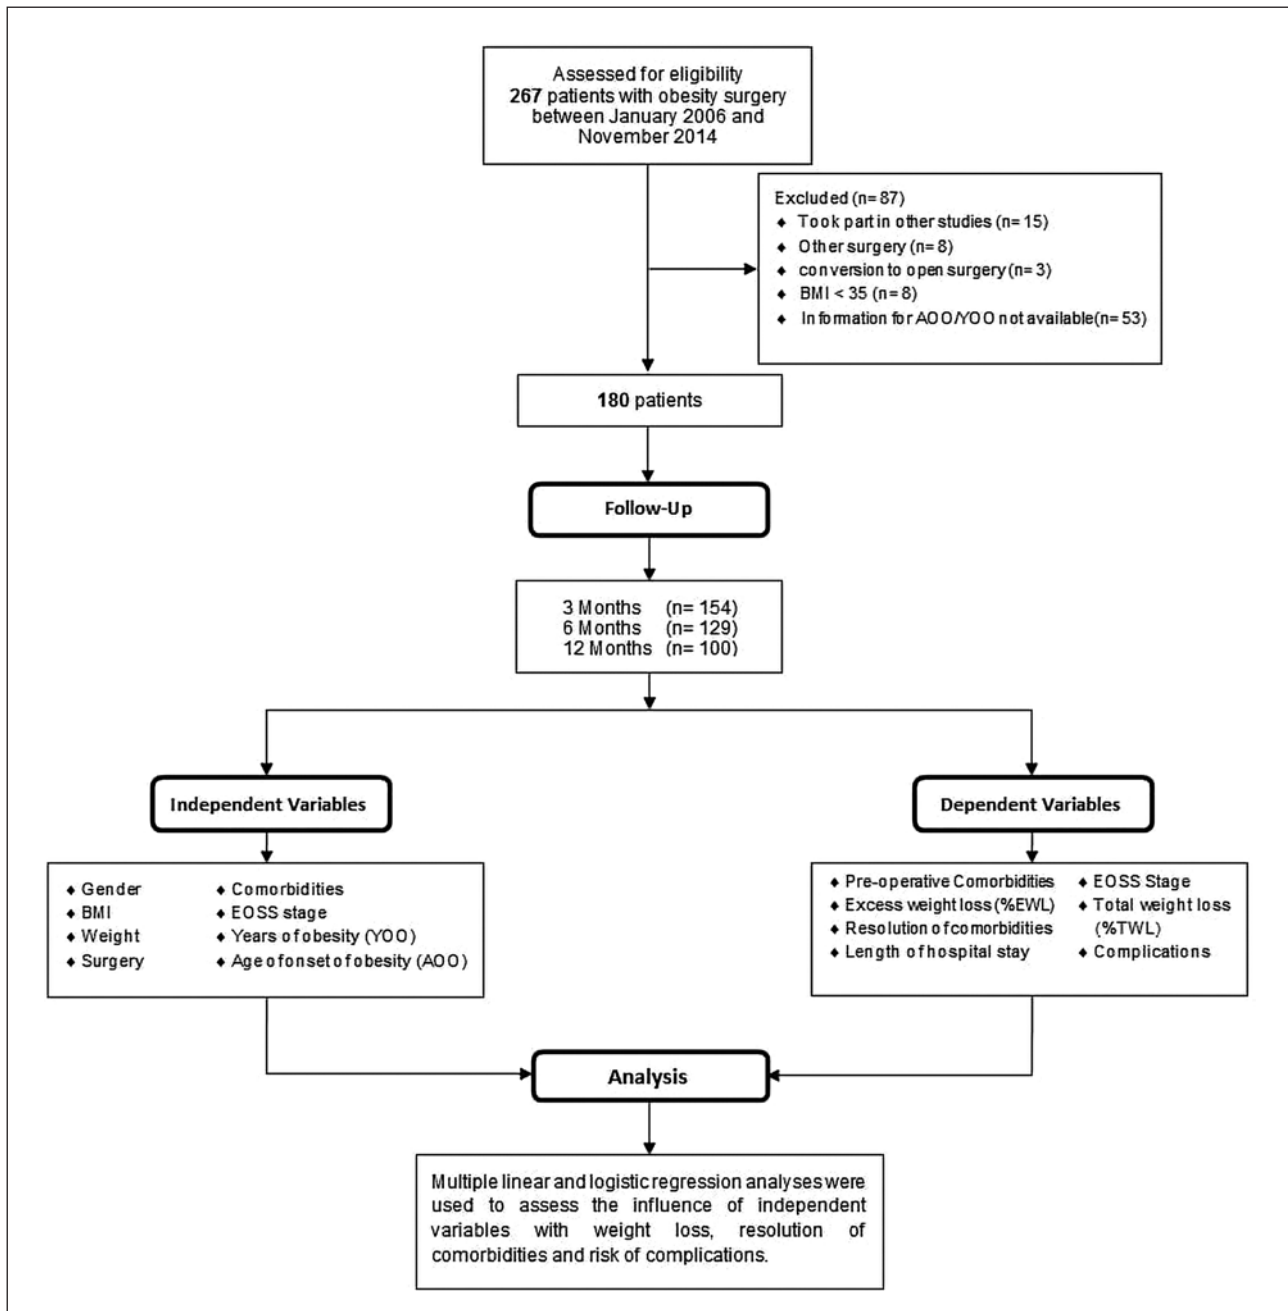 Assessed for eligibility
267 patients with obesity surgery
between January 2006 and
November 2014
Excluded (n= 87)
♦ Took part in other studies (n= 15)
♦ Other surgery (n= 8)
♦ conversion to open surgery (n= 3)
♦ BMI < 35 (n= 8)
♦ Information for AOO/YOO not available(n= 53)
180 patients
Follow-Up
3 Months (n= 154)
6 Months (n= 129)
12 Months (n= 100)
Independent Variables
♦ Gender
♦ BMI
♦ Weight
♦ Surgery
♦ Comorbidities
♦ EOSS stage
♦ Years of obesity (YOO)
♦ Age of onset of obesity (AOO)
Dependent Variables
♦ Pre-operative Comorbidities
♦ Excess weight loss (%EWL)
♦ Resolution of comorbidities
♦ Length of hospital stay
♦ EOSS Stage
♦ Total weight loss
(%TWL)
♦ Complications
Analysis
Multiple linear and logistic regression analyses were
used to assess the influence of independent
variables with weight loss, resolution of
comorbidities and risk of complications.